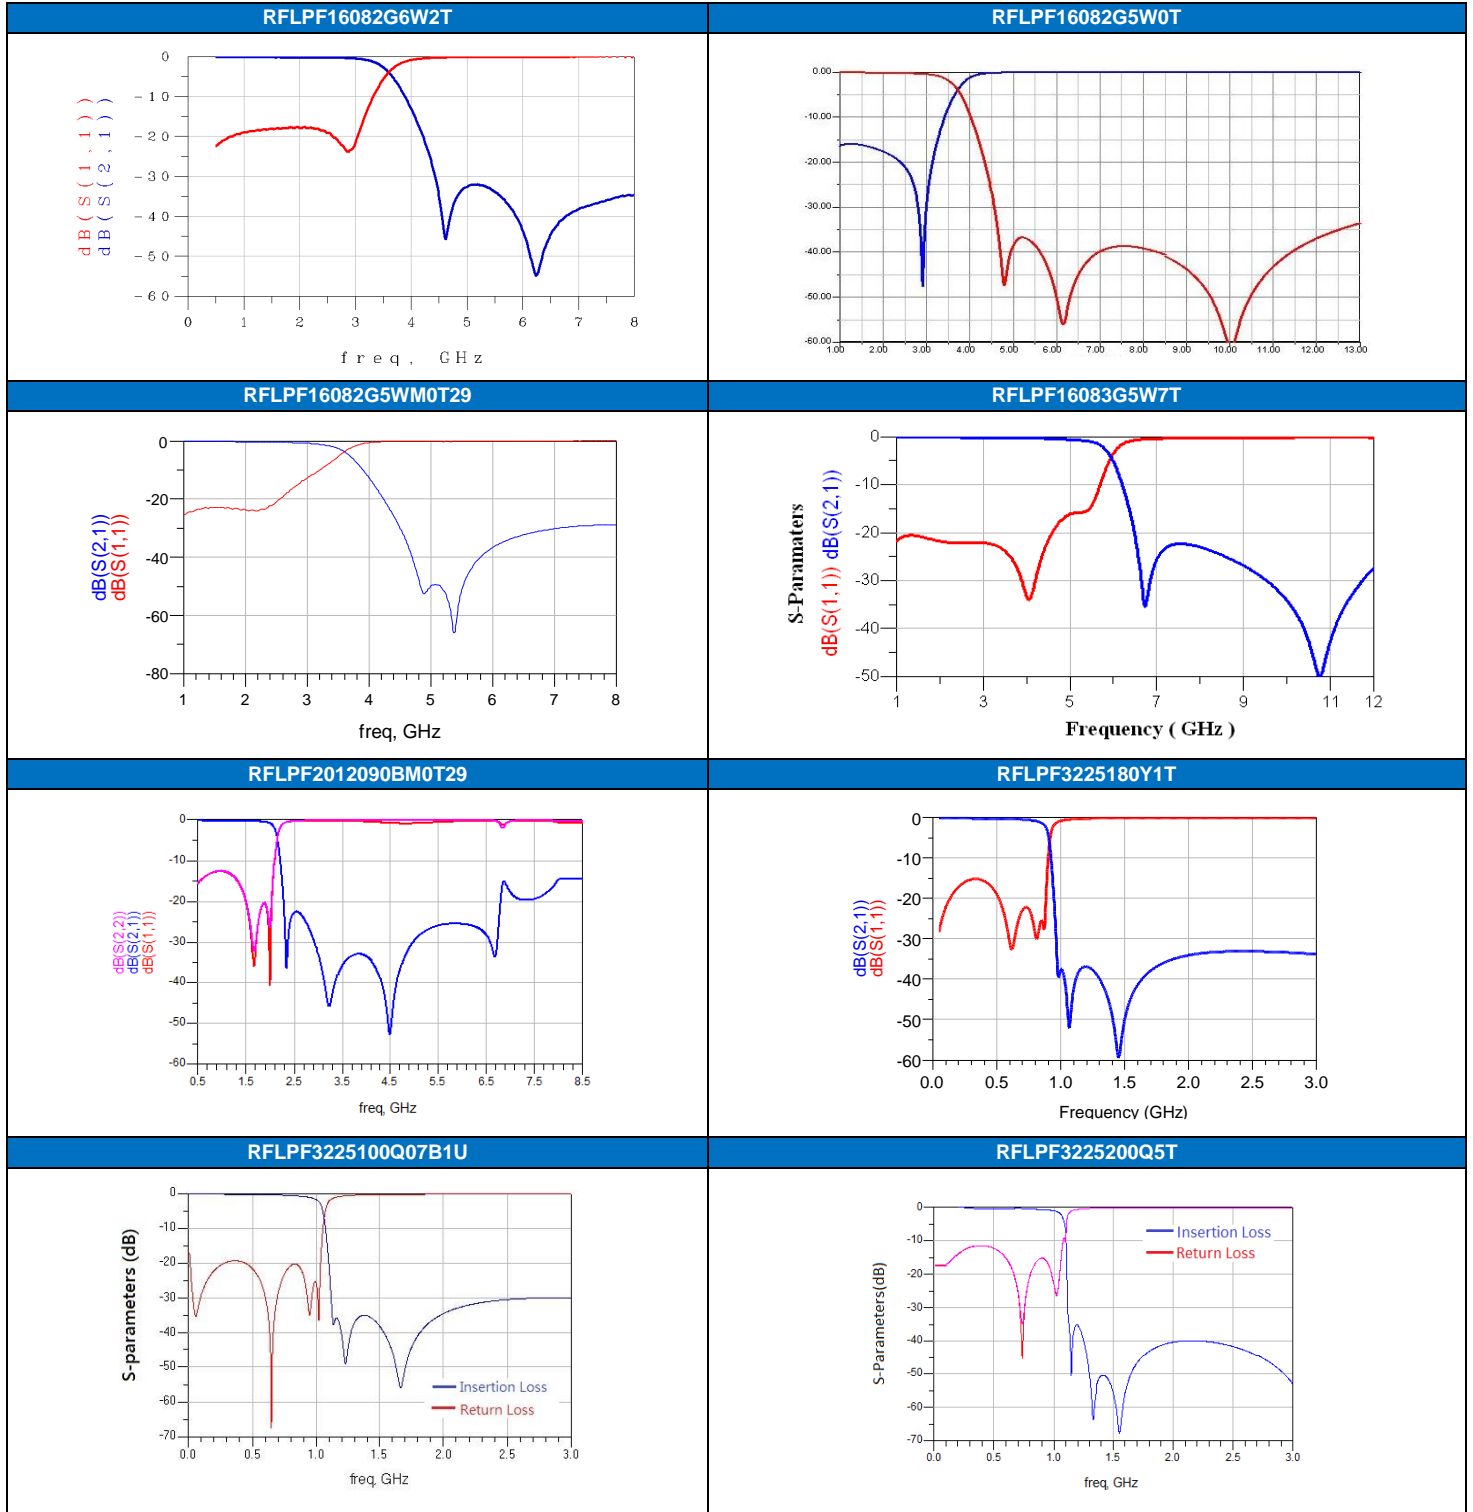 RFLPF16082G6W2T
RFLPF16082G5W0T
dB(S(1,1))
dB(S(2,1))
0
-10
-20
-30
-40
-50
-60
0 1 2 3 4 5 6 7 8
freq, GHz
0.00
-10.00
-20.00
-30.00
-40.00
-50.00
-60.00
1.00 2.00 3.00 4.00 5.00 6.00 7.00 8.00 9.00 10.00 11.00 12.00 13.00
RFLPF16082G5WM0T29
RFLPF16083G5W7T
dB(S(2,1))
dB(S(1,1))
0
-20
-40
-60
-80
1 2 3 4 5 6 7 8
freq, GHz
S-Paramaters
dB(S(1,1)) dB(S(2,1))
0
-10
-20
-30
-40
-50
1 3 5 7 9 11 12
Frequency ( GHz )
RFLPF2012090BM0T29
RFLPF3225180Y1T
dB(S(2,2))
dB(S(2,1))
dB(S(1,1))
0
-10
-20
-30
-40
-50
-60
0.5 1.5 2.5 3.5 4.5 5.5 6.5 7.5 8.5
freq, GHz
dB(S(2,1))
dB(S(1,1))
0
-10
-20
-30
-40
-50
-60
0.0 0.5 1.0 1.5 2.0 2.5 3.0
Frequency (GHz)
RFLPF3225100Q07B1U
RFLPF3225200Q5T
S-parameters (dB)
0
-10
-20
-30
-40
-50
-60
-70
Insertion Loss
Return Loss
0.0 0.5 1.0 1.5 2.0 2.5 3.0
freq, GHz
S-Parameters(dB)
0
-10
-20
-30
-40
-50
-60
-70
Insertion Loss
Return Loss
0.0 0.5 1.0 1.5 2.0 2.5 3.0
freq, GHz